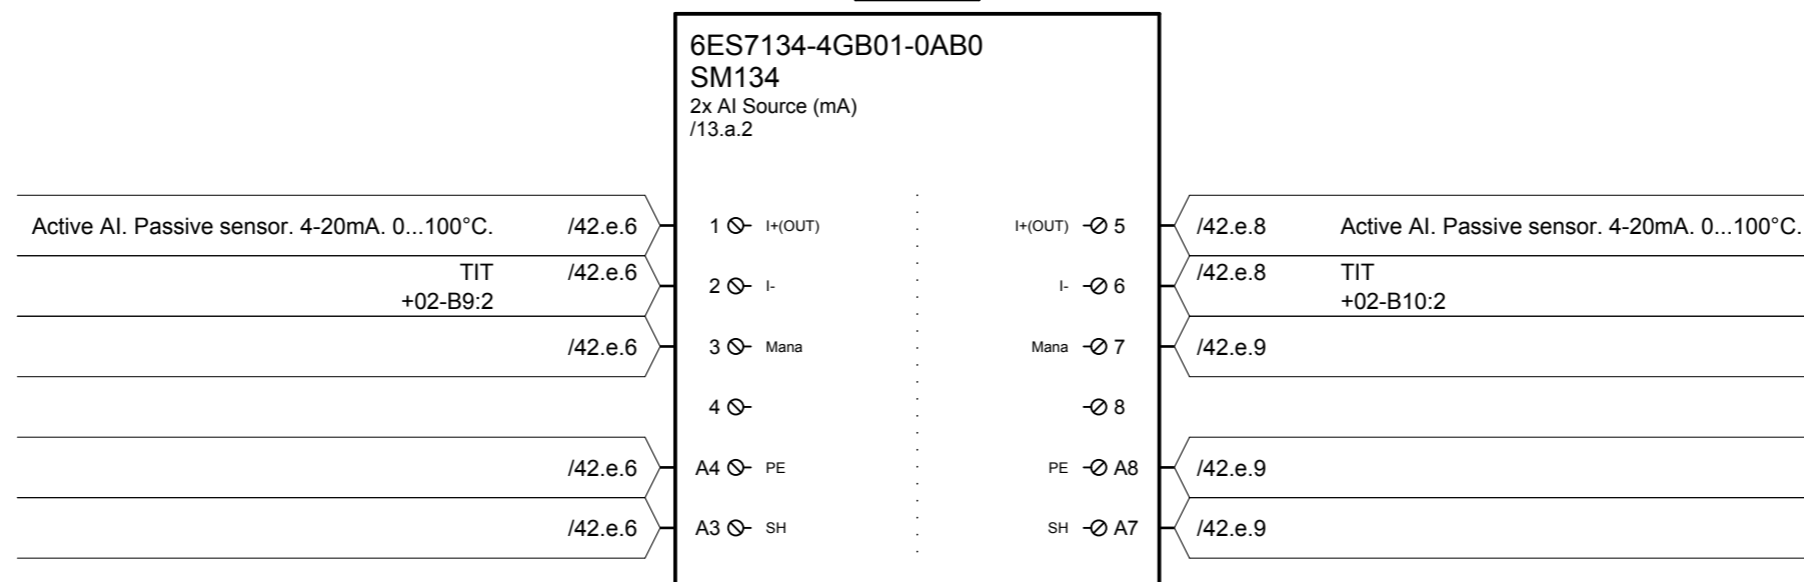 6ES7134-4GB01-0AB0
SM134
2x AI Source (mA)
/13.a.2
Active AI. Passive sensor. 4-20mA. 0...100°C. /42.e.6 1 I+(OUT) I+(OUT) 5 /42.e.8 Active AI. Passive sensor. 4-20mA. 0...100°C.
TIT /42.e.6 2 I- I- 6 /42.e.8 TIT
+02-B9:2 +02-B10:2
/42.e.6 3 Mana Mana 7 /42.e.9
4 8
/42.e.6 A4 PE PE A8 /42.e.9
/42.e.6 A3 SH SH A7 /42.e.9